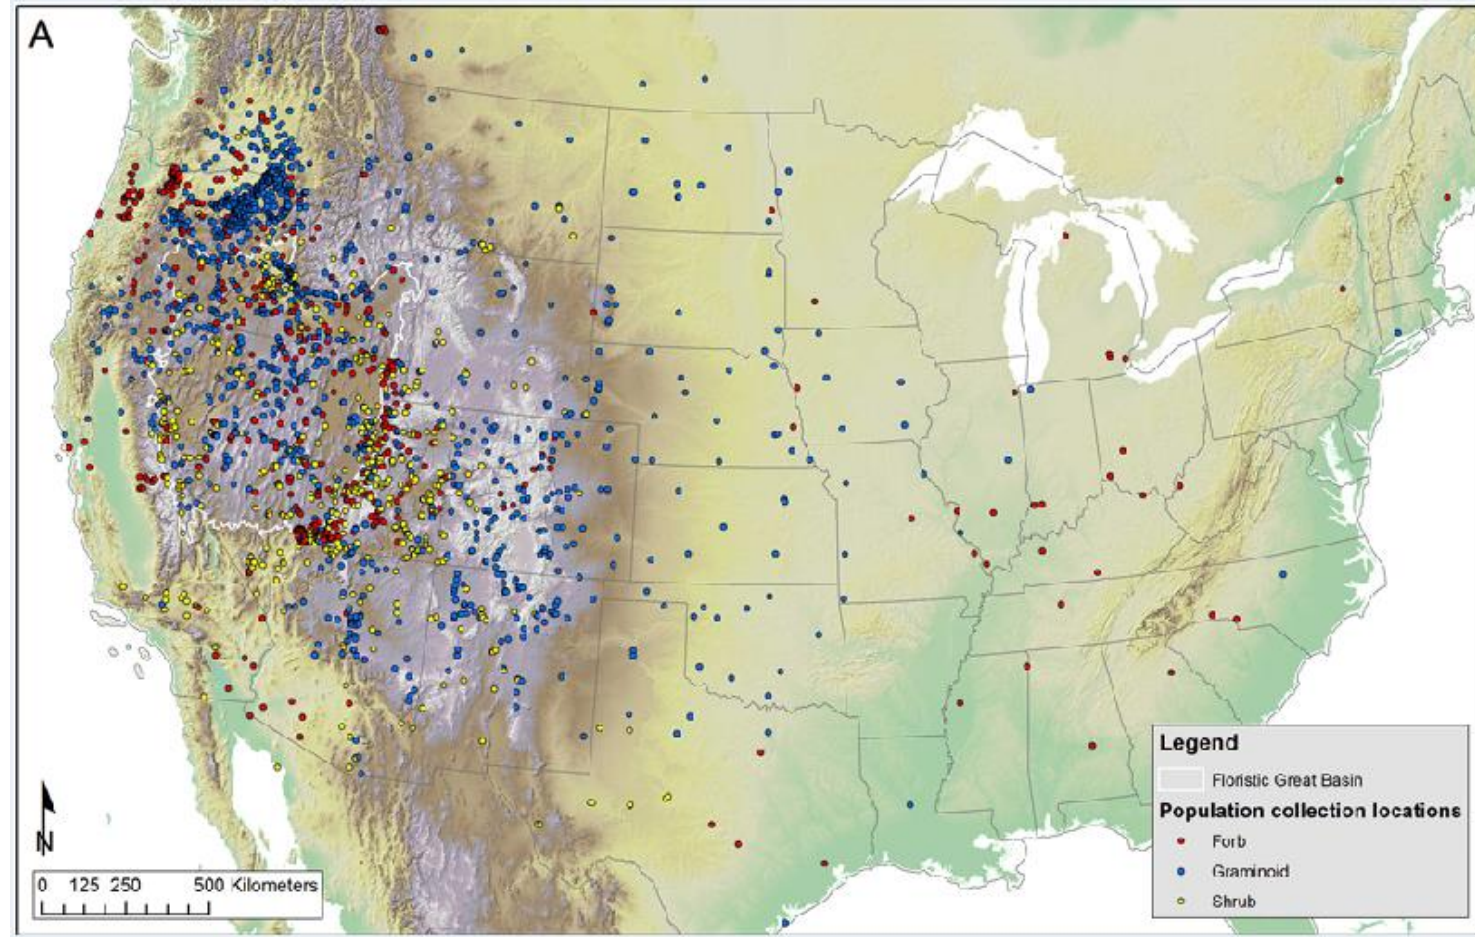 A
Legend
Floristic Great Basin
Population collection locations
Forb
Graminoid
Shrub
N
0 125 250 500 Kilometers